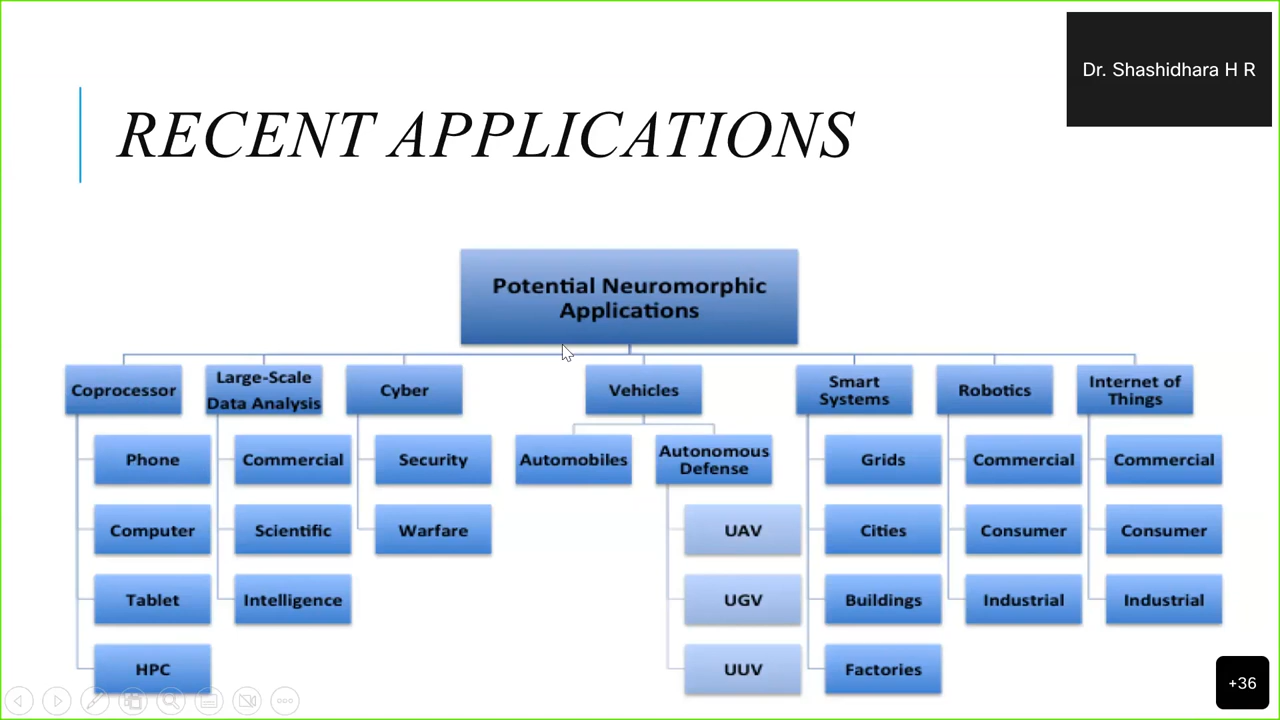 Dr. Shashidhara H R
RECENT APPLICATIONS
Potential Neuromorphic
Applications
Coprocessor
Large-Scale
Data Analysis
Cyber
Vehicles
Smart
Systems
Robotics
Internet of
Things
Phone
Commercial
Security
Automobiles
Autonomous
Defense
Grids
Commercial
Commercial
Computer
Scientific
Warfare
UAV
Cities
Consumer
Consumer
Tablet
Intelligence
UGV
Buildings
Industrial
Industrial
HPC
UUV
Factories
+36